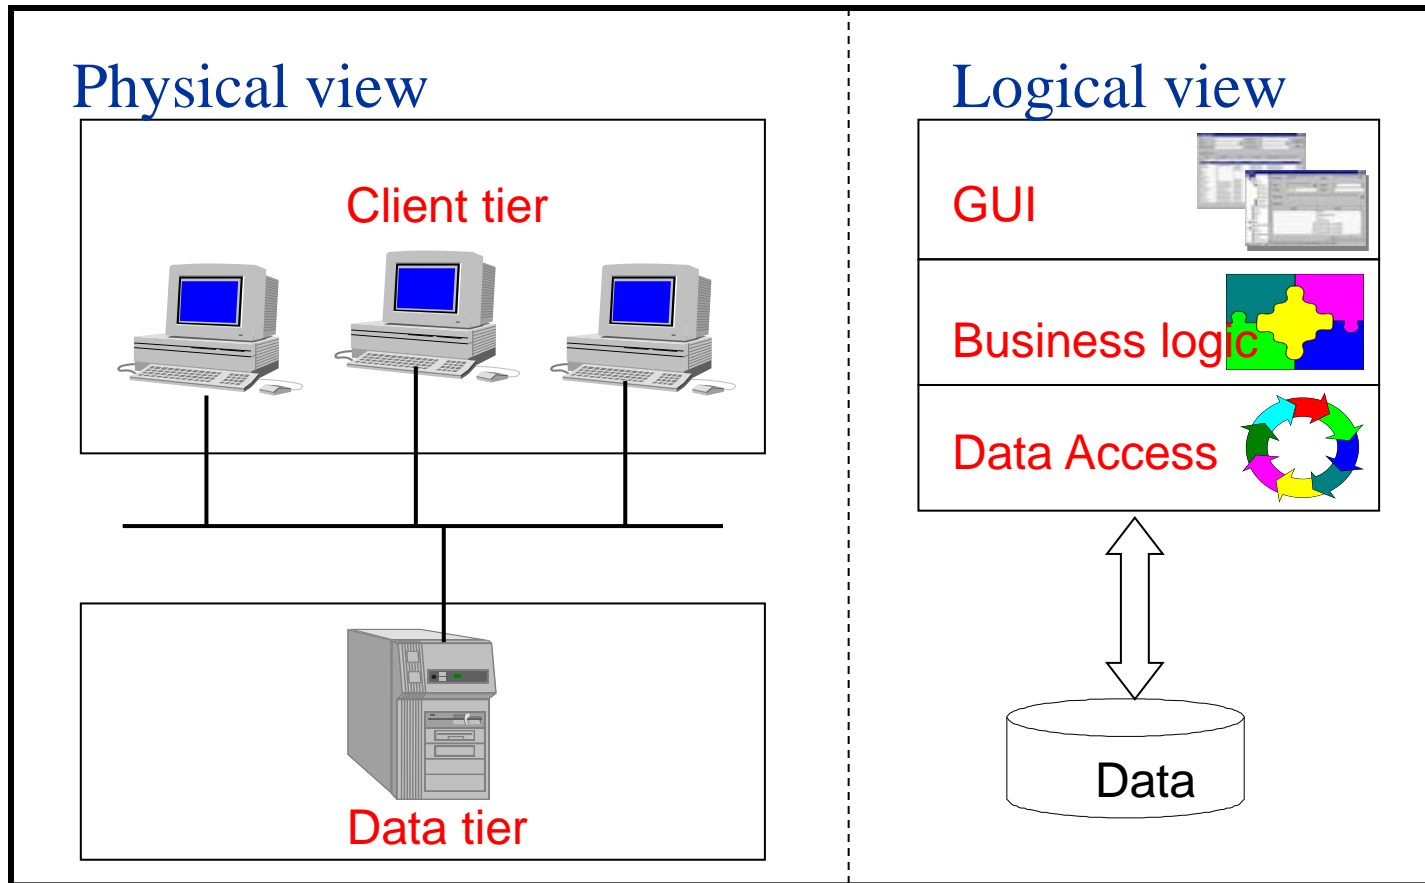 Physical view
Client tier
Data tier
Logical view
GUI
Business logic
Data Access
Data